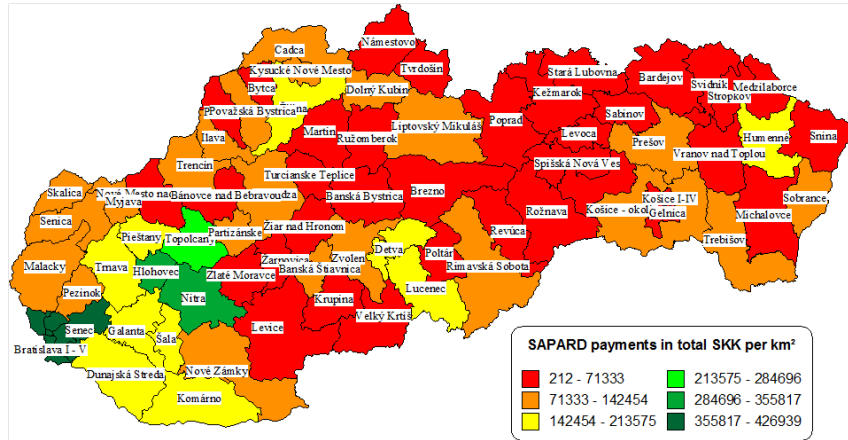 Cadca
Námestovo
Kysucké Nové Mesto
Tvrdošín
Stará Lubovna
Bardejov
Svidník
Medzilaborce
Bytca
Dolný Kubín
Kežmarok
Stropkov
Považská Bystrica
Sabinov
Poprad
Martin
Liptovský Mikuláš
Levoca
Humenné
Snina
Ilava
Ružomberok
Prešov
Vranov nad Toplou
Trencín
Spišská Nová Ves
Turcianske Teplice
Skalica
Nové Mesto nad
Bánovce nad Bebravou
Banská Bystrica
Brezno
Košice I-IV
Sobrance
Myjava
Gelnica
Senica
Partizánske
Žiar nad Hronom
Rožnava
Košice - okolie
Michalovce
Pieštany
Topolcany
Revúca
Trebišov
Malacky
Trnava
Hlohovec
Zlaté Moravce
Žarnovica
Zvolen
Detva
Poltár
Banská Štiavnica
Rimavská Sobota
Pezinok
Nitra
Krupina
Lucenec
Senec
Galanta
Levice
Velký Krtíš
Bratislava I - V
Šala
Dunajská Streda
Nové Zámky
Komárno
SAPARD payments in total SKK per km²
212 - 71333
213575 - 284696
71333 - 142454
284696 - 355817
142454 - 213575
355817 - 426939